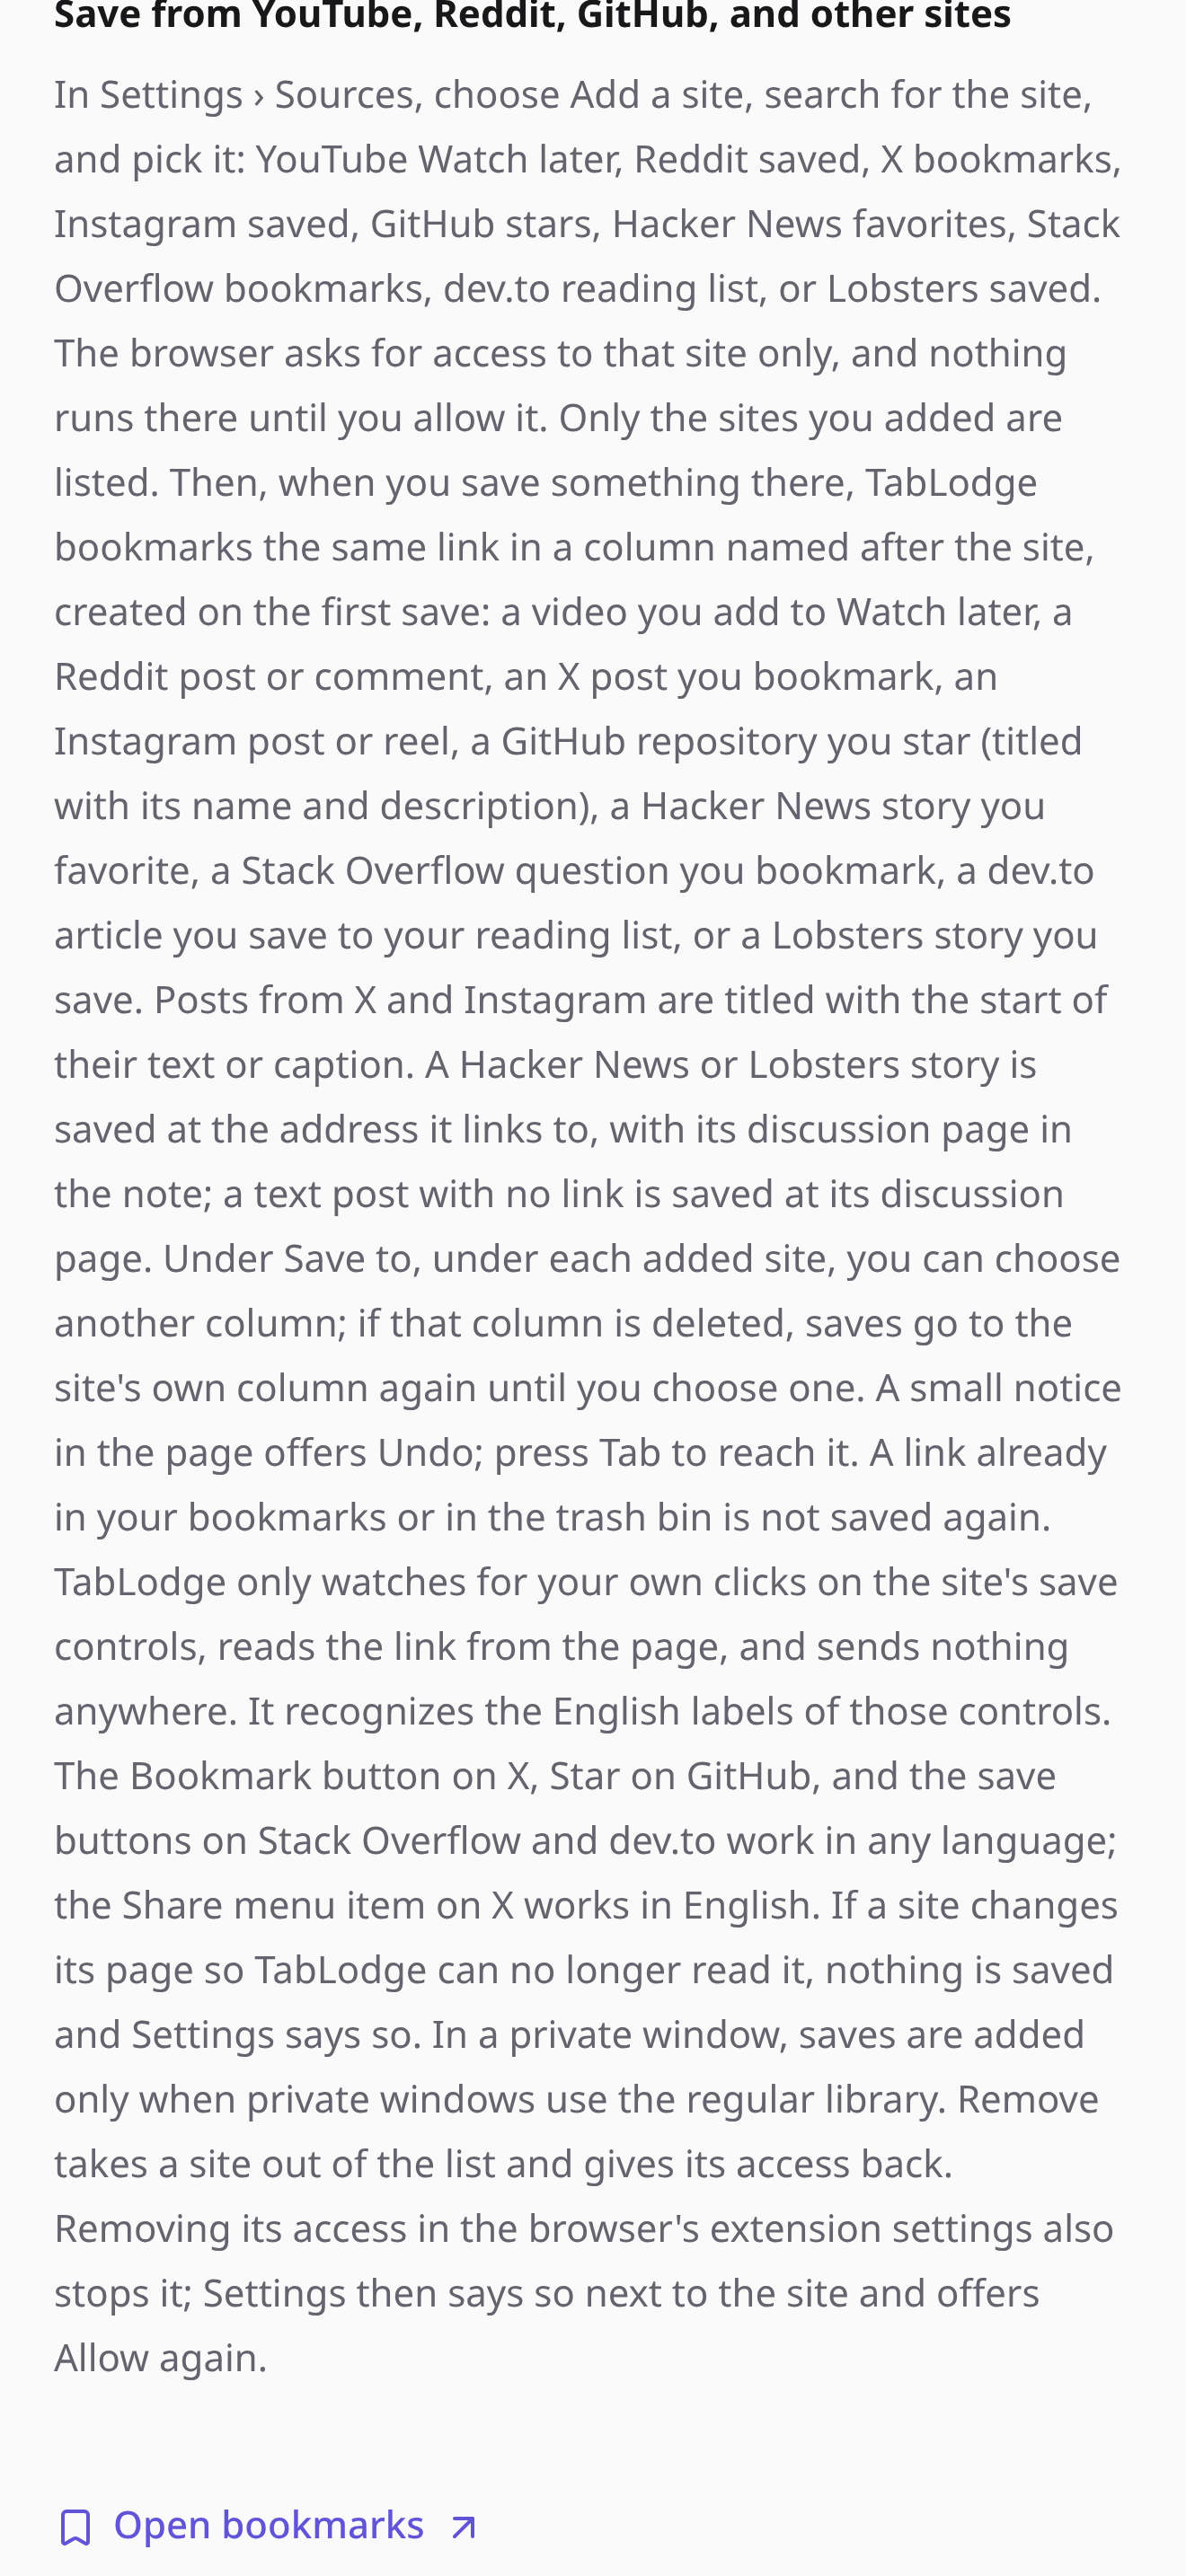 Save from YouTube, Reddit, GitHub, and other sites
In Settings › Sources, choose Add a site, search for the site,
and pick it: YouTube Watch later, Reddit saved, X bookmarks,
Instagram saved, GitHub stars, Hacker News favorites, Stack
Overflow bookmarks, dev.to reading list, or Lobsters saved.
The browser asks for access to that site only, and nothing
runs there until you allow it. Only the sites you added are
listed. Then, when you save something there, TabLodge
bookmarks the same link in a column named after the site,
created on the first save: a video you add to Watch later, a
Reddit post or comment, an X post you bookmark, an
Instagram post or reel, a GitHub repository you star (titled
with its name and description), a Hacker News story you
favorite, a Stack Overflow question you bookmark, a dev.to
article you save to your reading list, or a Lobsters story you
save. Posts from X and Instagram are titled with the start of
their text or caption. A Hacker News or Lobsters story is
saved at the address it links to, with its discussion page in
the note; a text post with no link is saved at its discussion
page. Under Save to, under each added site, you can choose
another column; if that column is deleted, saves go to the
site's own column again until you choose one. A small notice
in the page offers Undo; press Tab to reach it. A link already
in your bookmarks or in the trash bin is not saved again.
TabLodge only watches for your own clicks on the site's save
controls, reads the link from the page, and sends nothing
anywhere. It recognizes the English labels of those controls.
The Bookmark button on X, Star on GitHub, and the save
buttons on Stack Overflow and dev.to work in any language;
the Share menu item on X works in English. If a site changes
its page so TabLodge can no longer read it, nothing is saved
and Settings says so. In a private window, saves are added
only when private windows use the regular library. Remove
takes a site out of the list and gives its access back.
Removing its access in the browser's extension settings also
stops it; Settings then says so next to the site and offers
Allow again.
Open bookmarks